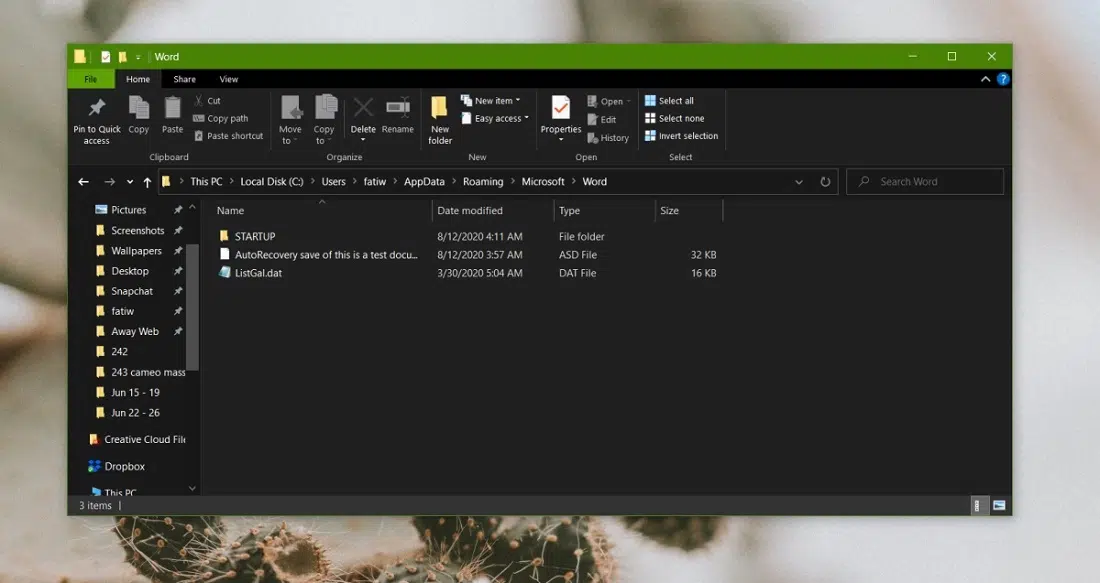 Word
File Home Share View
Pin to Quick access
Copy
Paste
Cut
Copy path
Paste shortcut
Clipboard
Move to
Copy to
Delete
Rename
Organize
New folder
New item
Easy access
New
Properties
Open
Edit
History
Open
Select all
Select none
Invert selection
Select
This PC > Local Disk (C:) > Users > fatiw > AppData > Roaming > Microsoft > Word
Search Word
Pictures
Screenshots
Wallpapers
Desktop
Snapchat
fatiw
Away Web
242
243 cameo mass
Jun 15 - 19
Jun 22 - 26
Creative Cloud File
Dropbox
This PC
Name Date modified Type Size
STARTUP 8/12/2020 4:11 AM File folder
AutoRecovery save of this is a test docu... 8/12/2020 3:57 AM ASD File 32 KB
ListGal.dat 3/30/2020 5:04 AM DAT File 16 KB
3 items